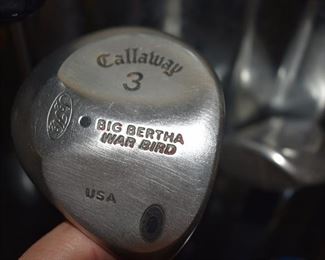 Callaway
3
BIG BERTHA
WAR BIRD
USA